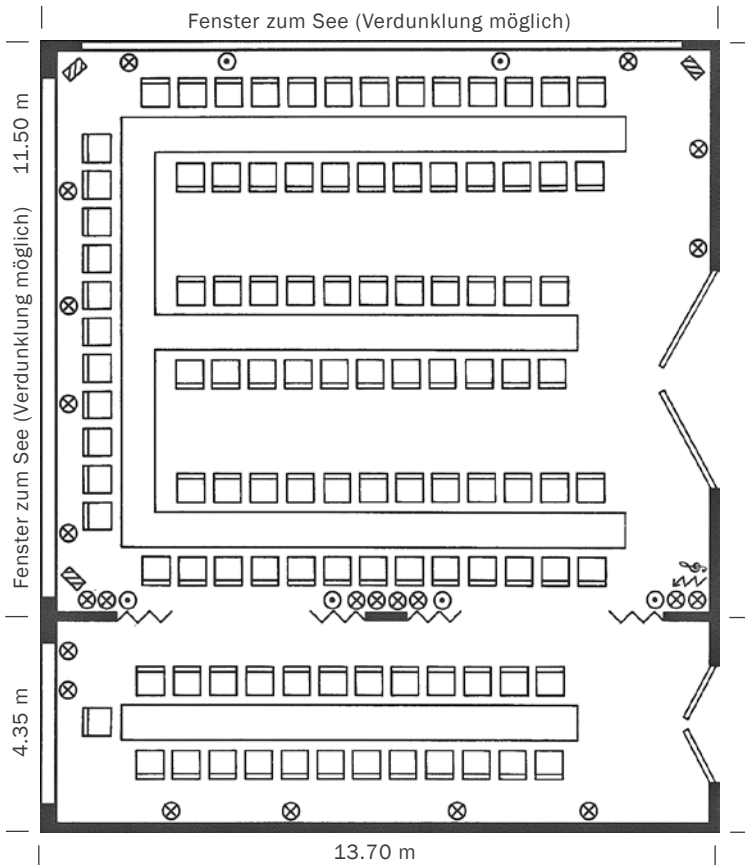 Fenster zum See (Verdunklung möglich)
11.50 m
Fenster zum See (Verdunklung möglich)
4.35 m
13.70 m